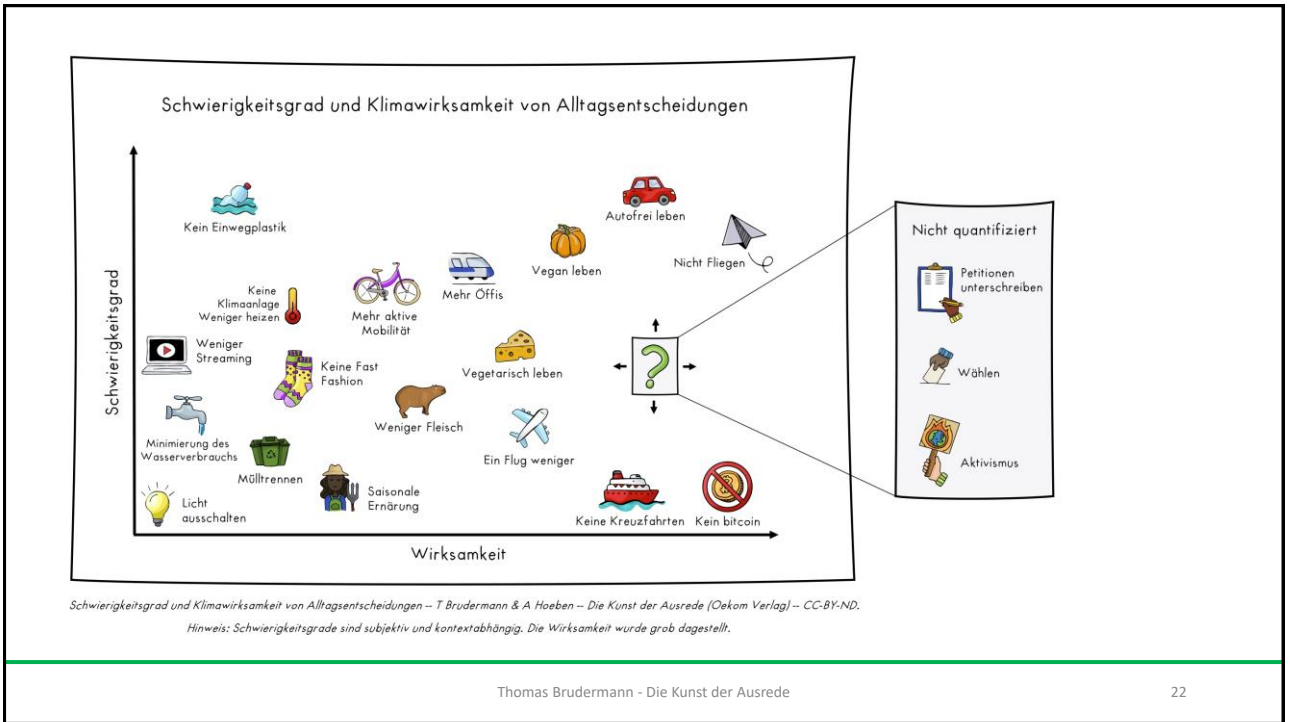 Schwierigkeitsgrad und Klimawirksamkeit von Alltagsentscheidungen
Schwierigkeitsgrad
Kein Einwegplastik
Autofrei leben
Vegan leben
Nicht Fliegen
Keine
Klimaanlage
Weniger heizen
Mehr aktive
Mobilität
Mehr Öffis
Weniger
Streaming
Keine Fast
Fashion
Vegetarisch leben
?
Weniger Fleisch
Minimierung des
Wasserverbrauchs
Mülltrennen
Ein Flug weniger
Licht
ausschalten
Saisonale
Ernärung
Keine Kreuzfahrten
Kein bitcoin
Wirksamkeit
Nicht quantifiziert
Petitionen
unterschreiben
Wählen
Aktivismus
Schwierigkeitsgrad und Klimawirksamkeit von Alltagsentscheidungen -- T Brudermann & A Hoeben -- Die Kunst der Ausrede (Oekom Verlag) -- CC-BY-ND.
Hinweis: Schwierigkeitsgrade sind subjektiv und kontextabhängig. Die Wirksamkeit wurde grob dagestellt.
Thomas Brudermann - Die Kunst der Ausrede
22